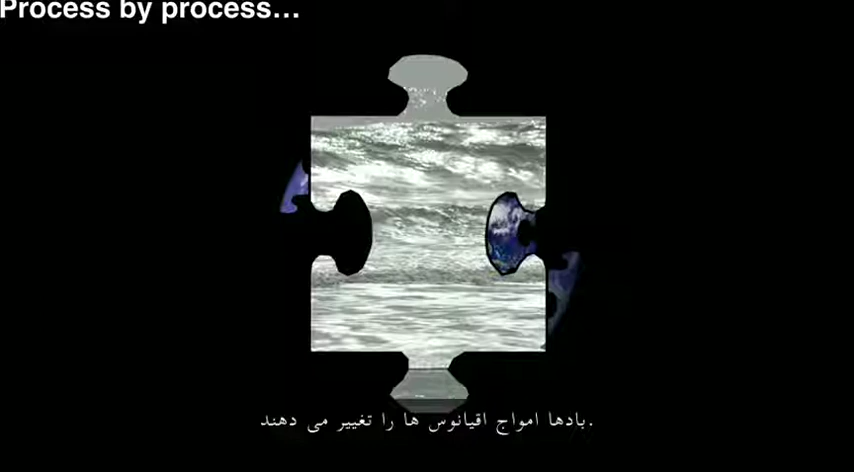 Process by process...
بادها امواج اقیانوس ها را تغییر می دهند.